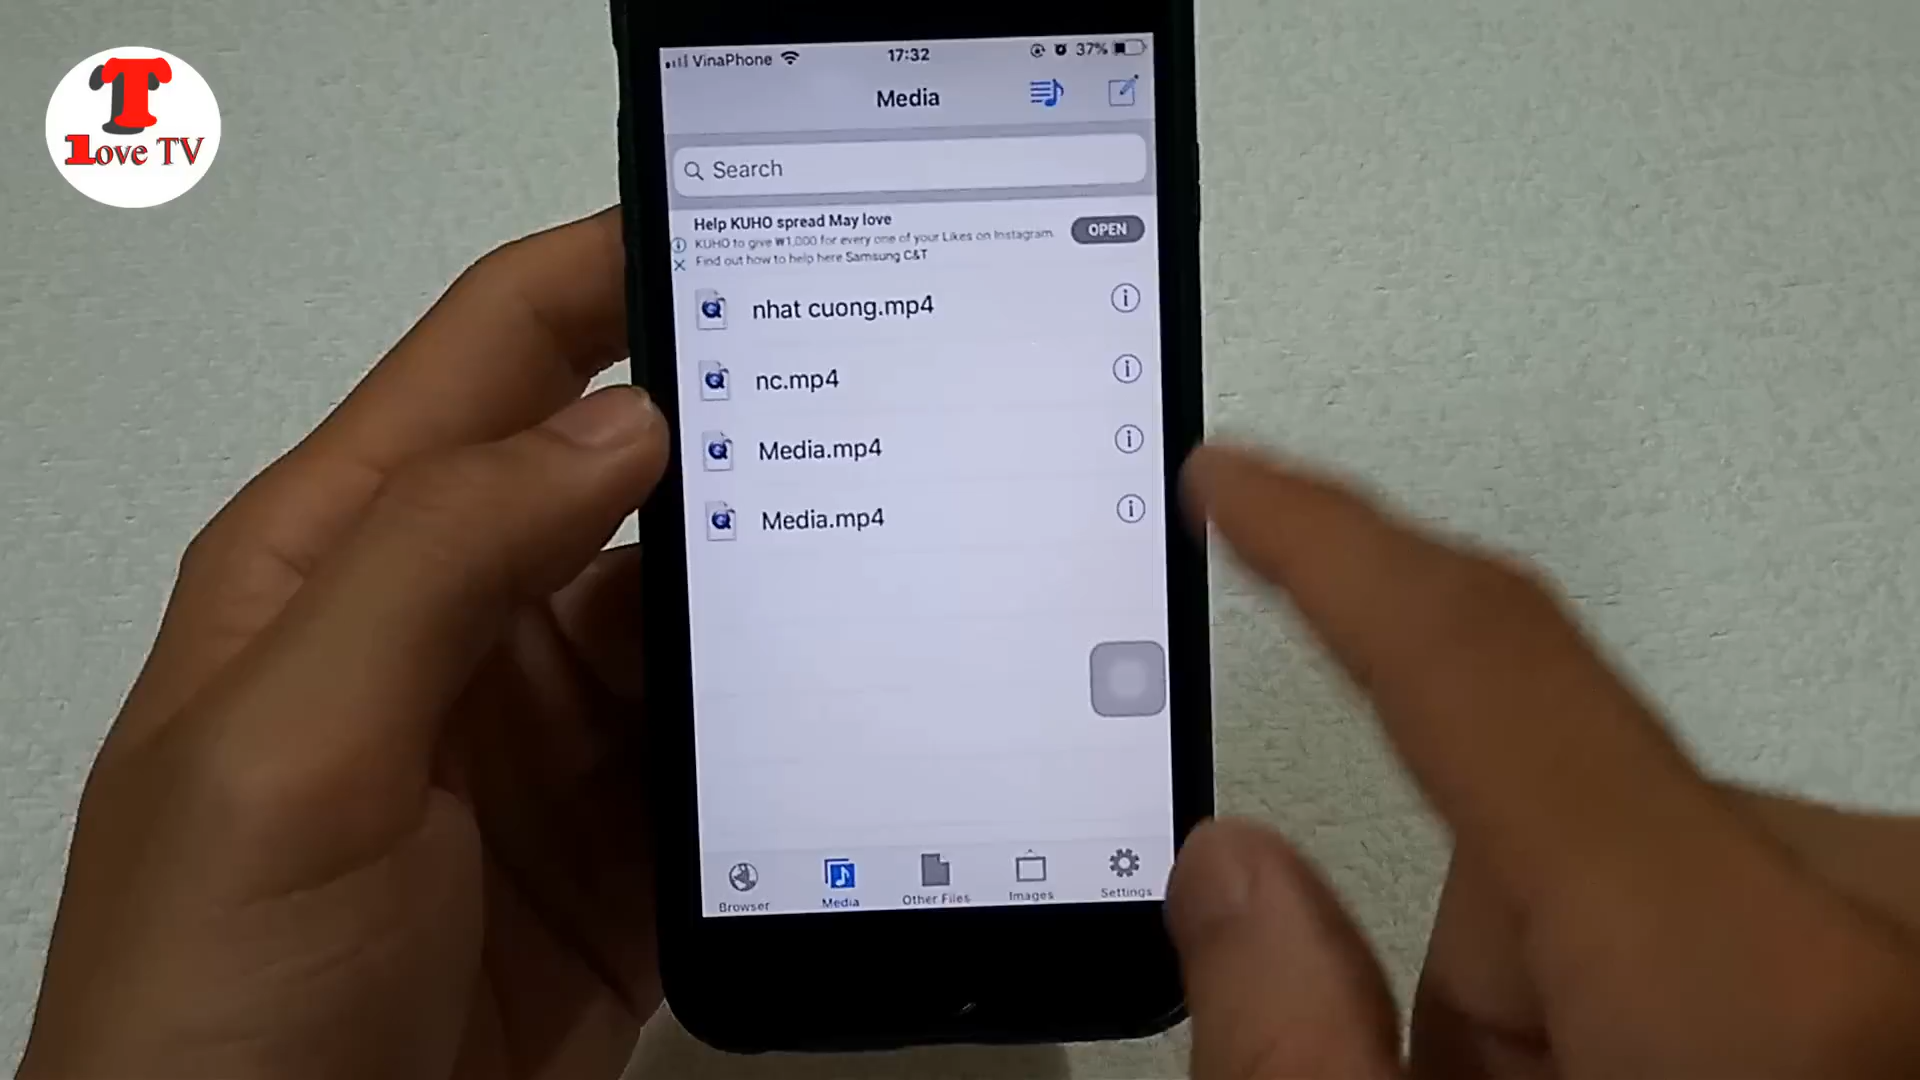 T
Love TV
VinaPhone 17:32 37%
Media
Search
Help KUHO spread May love
KUHO to give ₩1,000 for every one of your Likes on Instagram.
Find out how to help here Samsung C&T
OPEN
nhat cuong.mp4
nc.mp4
Media.mp4
Media.mp4
Browser Media Other Files Images Settings